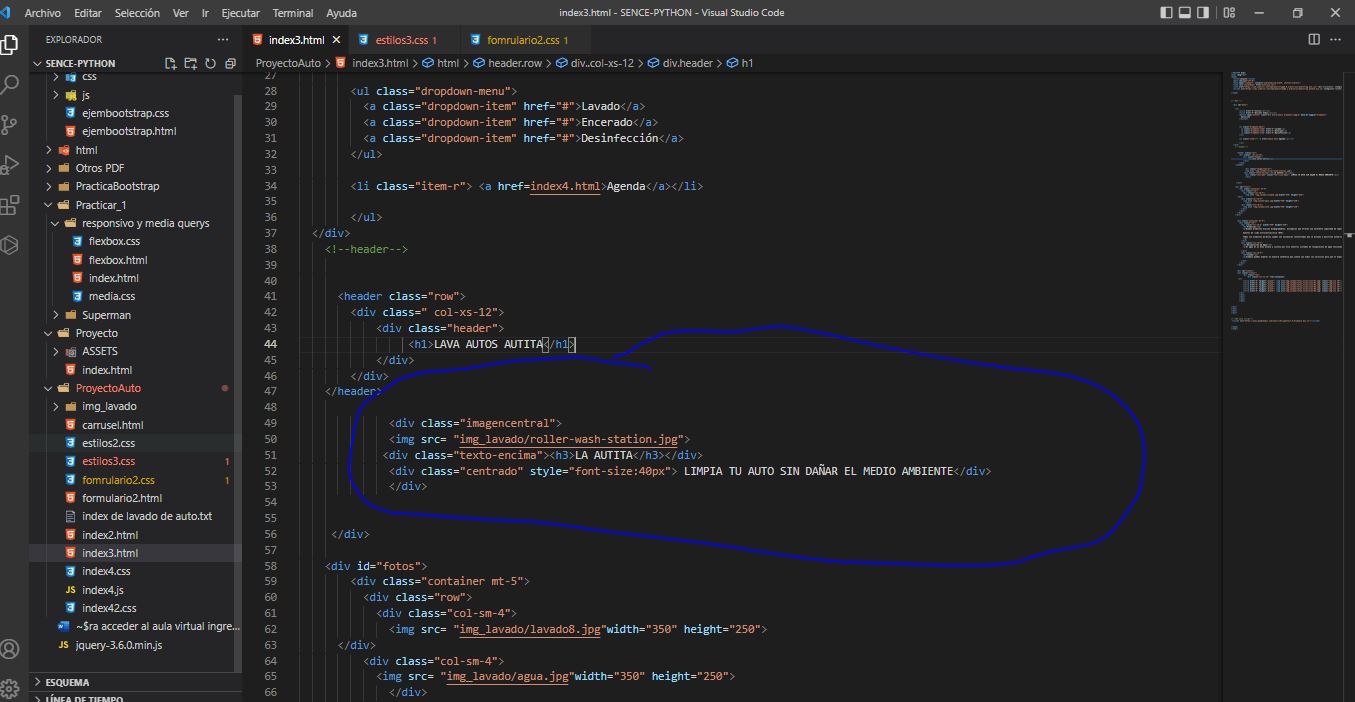 Archivo Editar Selección Ver Ir Ejecutar Terminal Ayuda
index3.html - SENCE-PYTHON - Visual Studio Code
EXPLORADOR
SENCE-PYTHON
css
js
ejembootstrap.css
ejembootstrap.html
html
Otros PDF
PracticaBootstrap
Practicar_1
responsivo y media querys
flexbox.css
flexbox.html
index.html
media.css
Superman
Proyecto
ASSETS
index.html
ProyectoAuto
img_lavado
carrusel.html
estilos2.css
estilos3.css 1
fomrulario2.css 1
formulario2.html
index de lavado de auto.txt
index2.html
index3.html
index4.css
index4.js
index42.css
~$ra acceder al aula virtual ingre...
jquery-3.6.0.min.js
ESQUEMA
LÍNEA DE TIEMPO
index3.html estilos3.css 1 fomrulario2.css 1
ProyectoAuto > index3.html > html > header.row > div..col-xs-12 > div.header > h1
27
28 <ul class="dropdown-menu">
29 <a class="dropdown-item" href="#">Lavado</a>
30 <a class="dropdown-item" href="#">Encerado</a>
31 <a class="dropdown-item" href="#">Desinfección</a>
32 </ul>
33
34 <li class="item-r"> <a href=index4.html>Agenda</a></li>
35
36 </ul>
37 </div>
38 <!--header-->
39
40
41 <header class="row">
42 <div class=" col-xs-12">
43 <div class="header">
44 <h1>LAVA AUTOS AUTITA</h1>
45 </div>
46 </div>
47 </header>
48
49 <div class="imagencentral">
50 <img src= "img_lavado/roller-wash-station.jpg">
51 <div class="texto-encima"><h3>LA AUTITA</h3></div>
52 <div class="centrado" style="font-size:40px"> LIMPIA TU AUTO SIN DAÑAR EL MEDIO AMBIENTE</div>
53 </div>
54
55
56 </div>
57
58 <div id="fotos">
59 <div class="container mt-5">
60 <div class="row">
61 <div class="col-sm-4">
62 <img src= "img_lavado/lavado8.jpg"width="350" height="250">
63 </div>
64 <div class="col-sm-4">
65 <img src= "img_lavado/agua.jpg"width="350" height="250">
66 </div>